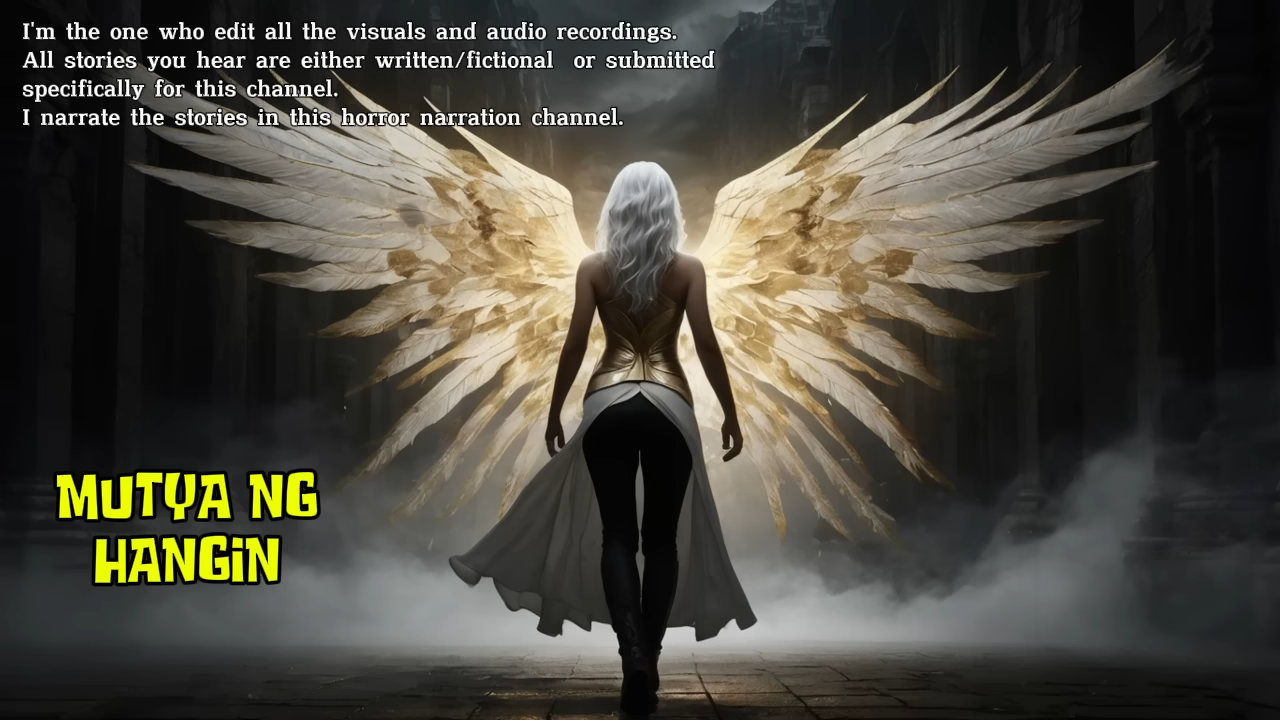 I'm the one who edit all the visuals and audio recordings.
All stories you hear are either written/fictional or submitted
specifically for this channel.
I narrate the stories in this horror narration channel.
MUTYA NG
HANGiN